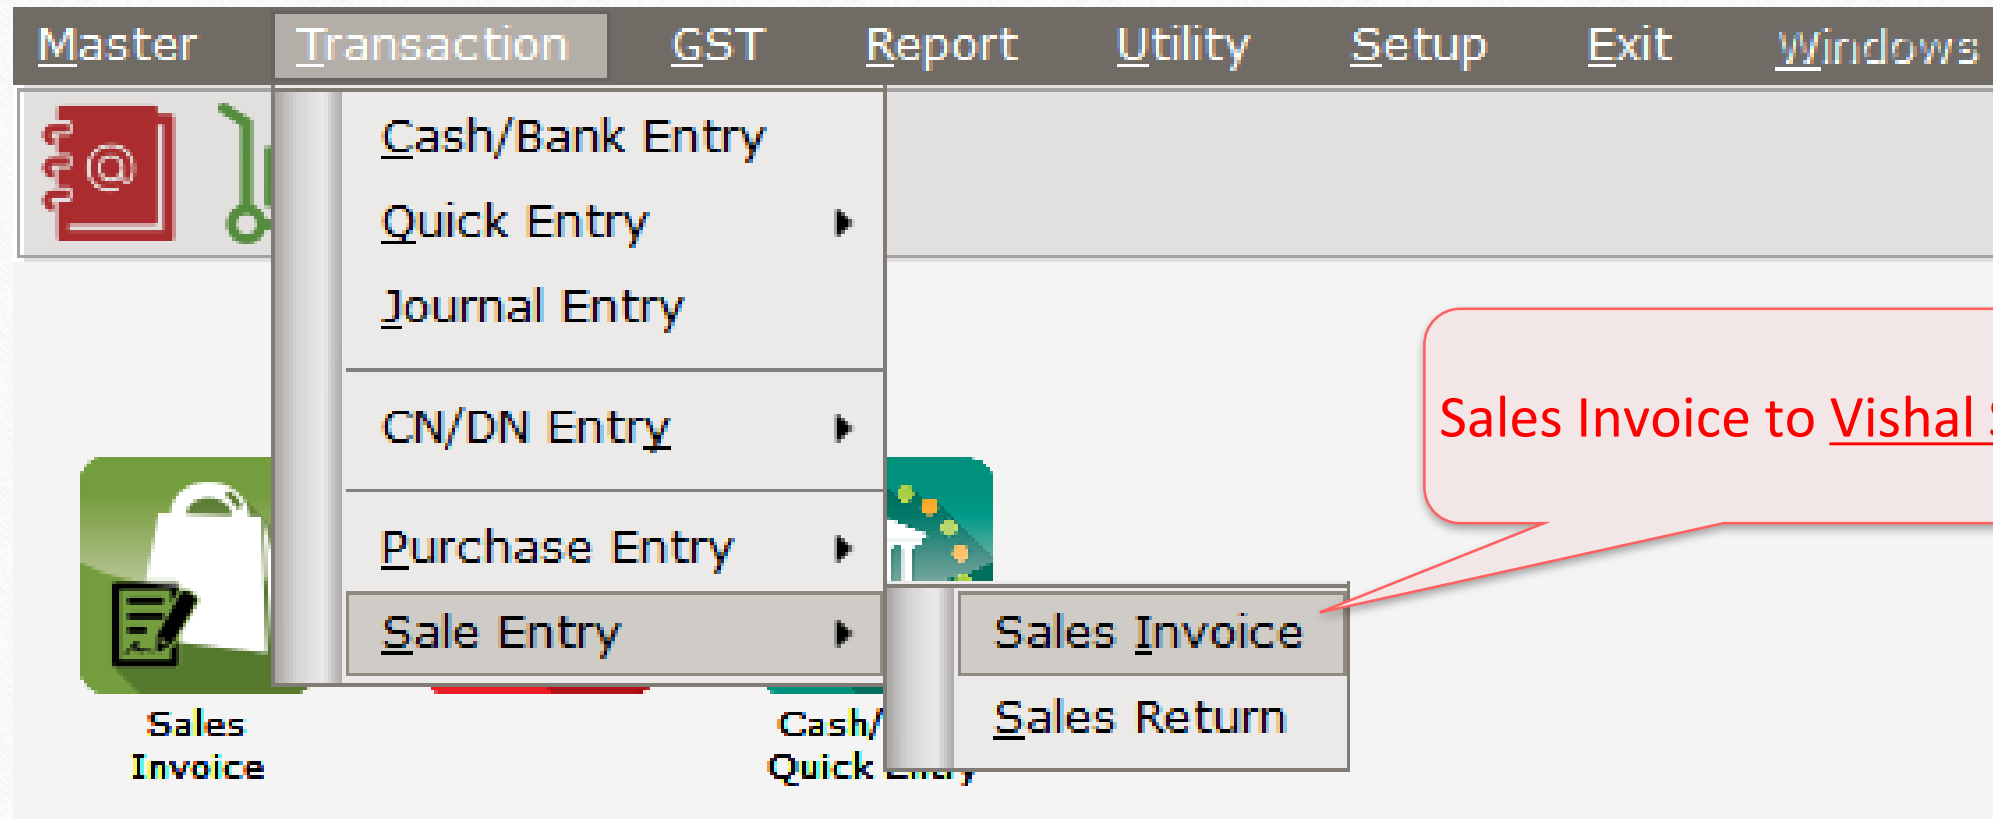 Master Transaction GST Report Utility Setup Exit Windows
@
Cash/Bank Entry
Quick Entry
Journal Entry
CN/DN Entry
Purchase Entry
Sale Entry
Sales Invoice
Sales Return
Sales Invoice to Vishal
Sales
Invoice
Cash/
Quick Entry